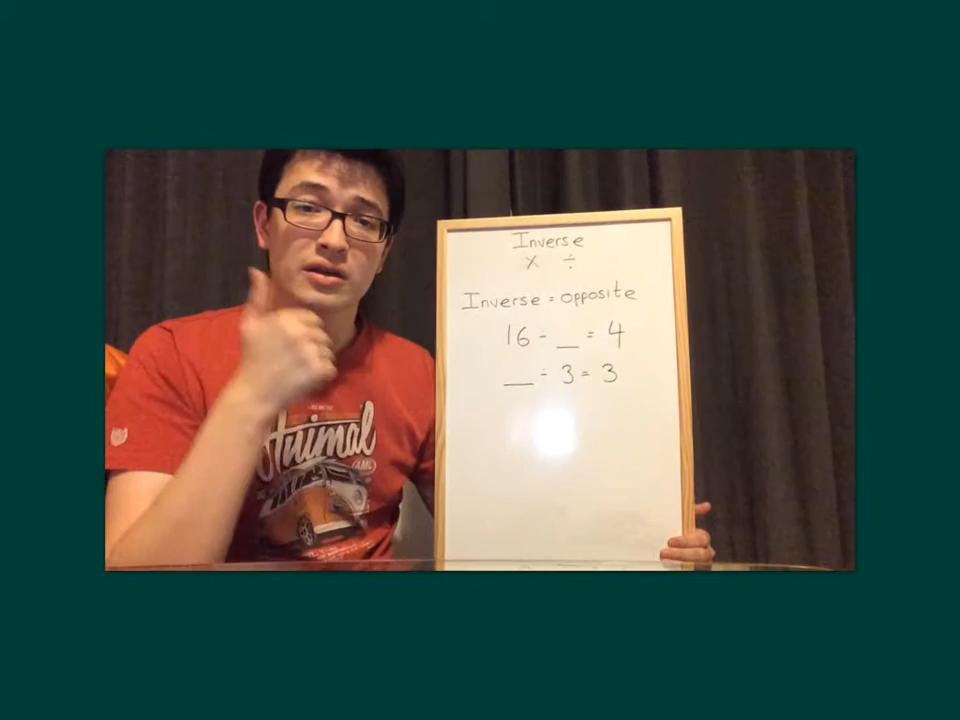 Inverse
× ÷
Inverse = opposite
16 ÷ __ = 4
__ ÷ 3 = 3
Animal